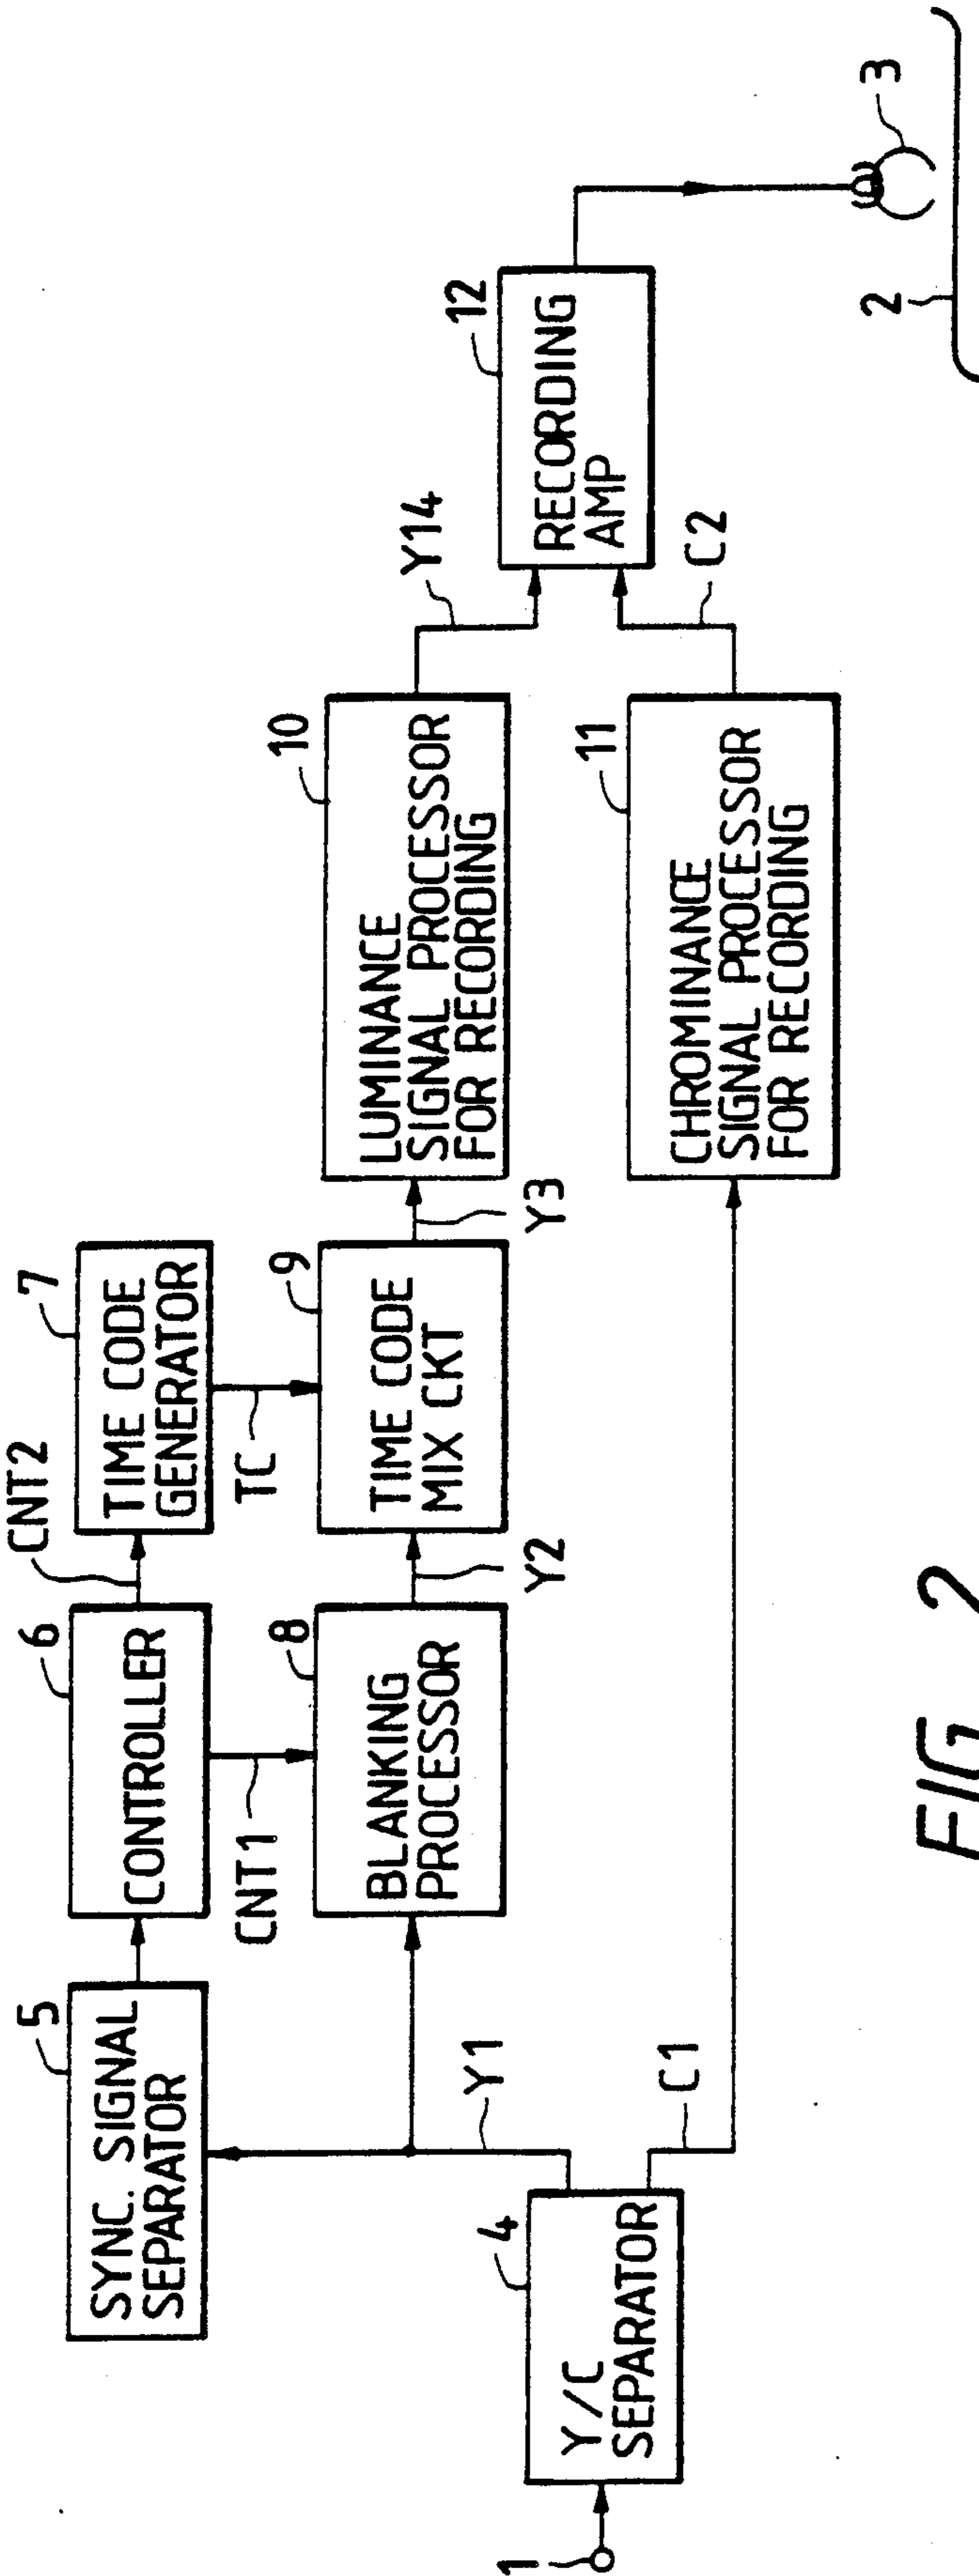 1
4
Y/C
SEPARATOR
Y1
C1
5
SYNC. SIGNAL
SEPARATOR
6
CONTROLLER
CNT1
CNT2
7
TIME CODE
GENERATOR
TC
8
BLANKING
PROCESSOR
Y2
9
TIME CODE
MIX CKT
Y3
10
LUMINANCE
SIGNAL PROCESSOR
FOR RECORDING
Y14
11
CHROMINANCE
SIGNAL PROCESSOR
FOR RECORDING
C2
12
RECORDING
AMP
3
2
FIG. 2